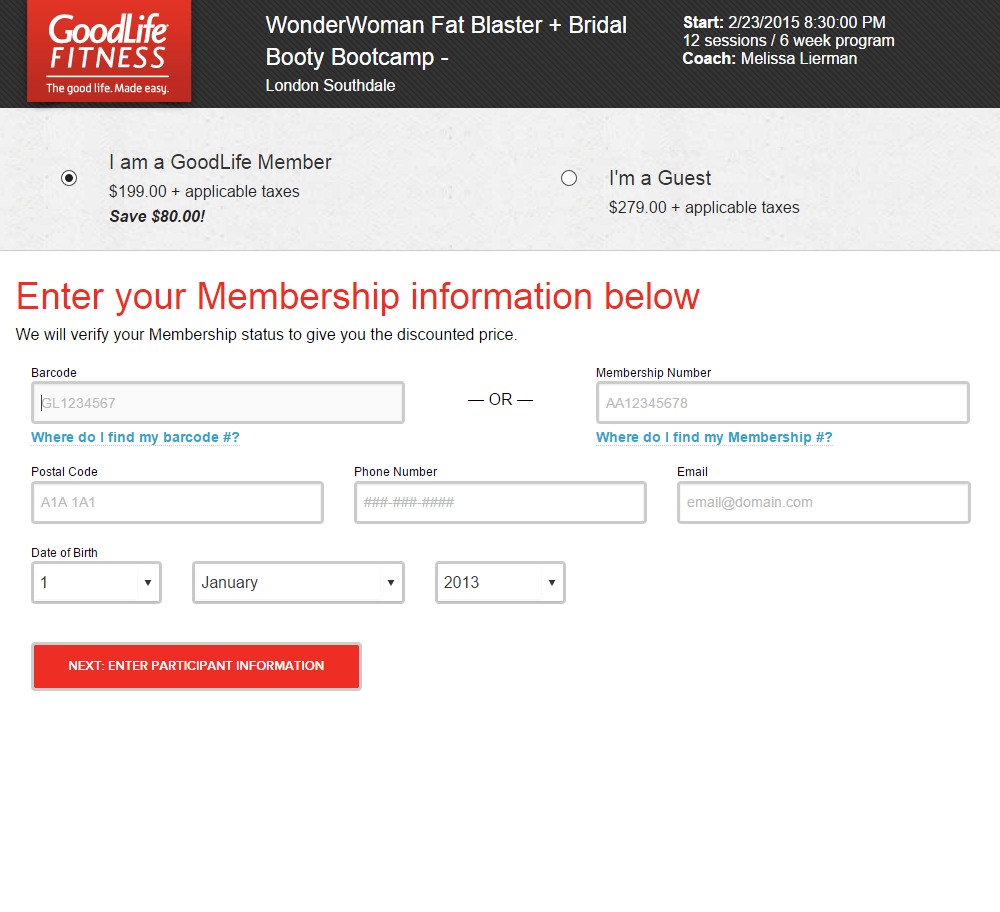 GoodLife
FITNESS
The good life. Made easy.
WonderWoman Fat Blaster + Bridal
Booty Bootcamp -
London Southdale
Start: 2/23/2015 8:30:00 PM
12 sessions / 6 week program
Coach: Melissa Lierman
I am a GoodLife Member
$199.00 + applicable taxes
Save $80.00!
I'm a Guest
$279.00 + applicable taxes
Enter your Membership information below
We will verify your Membership status to give you the discounted price.
Barcode
GL1234567
Where do I find my barcode #?
— OR —
Membership Number
AA12345678
Where do I find my Membership #?
Postal Code
A1A 1A1
Phone Number
###-###-####
Email
email@domain.com
Date of Birth
1
January
2013
NEXT: ENTER PARTICIPANT INFORMATION